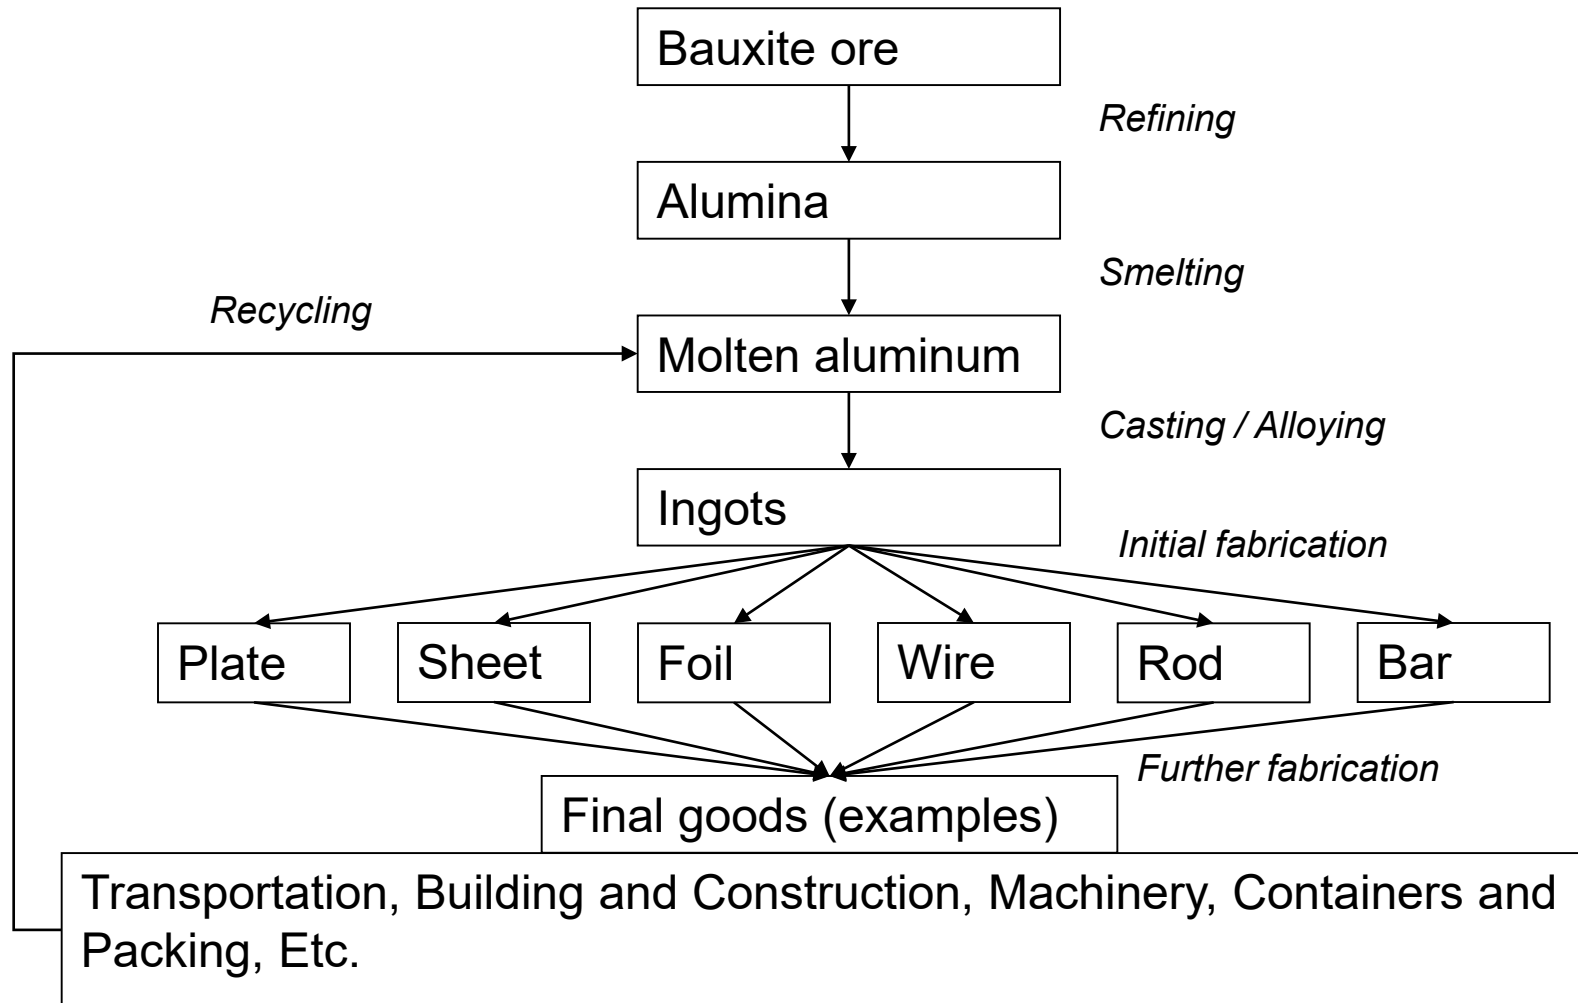 Bauxite ore
Refining
Alumina
Smelting
Recycling
Molten aluminum
Casting / Alloying
Ingots
Initial fabrication
Plate
Sheet
Foil
Wire
Rod
Bar
Further fabrication
Final goods (examples)
Transportation, Building and Construction, Machinery, Containers and
Packing, Etc.